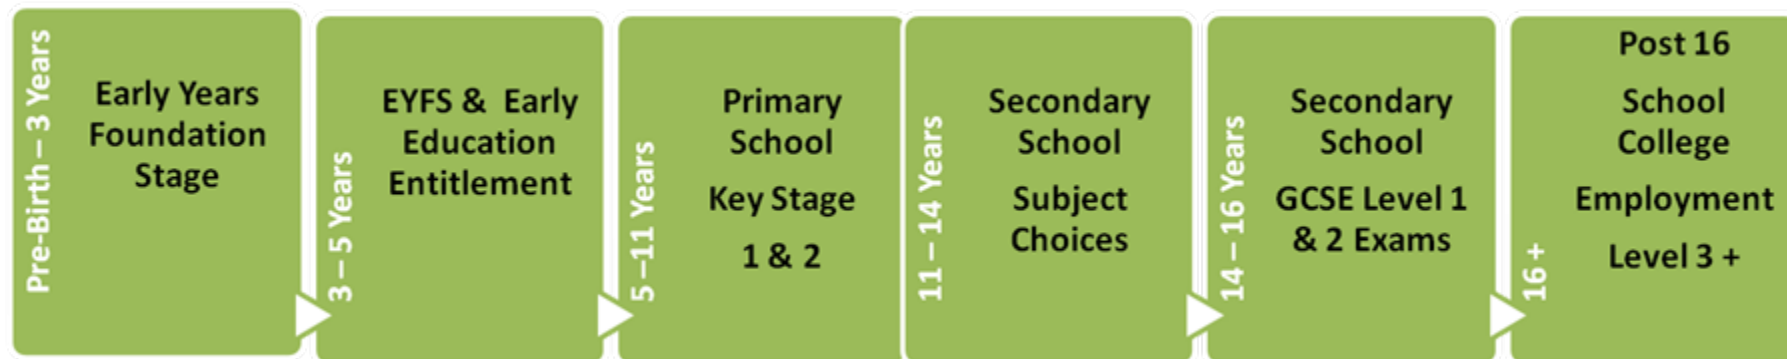 Pre-Birth – 3 Years
Early Years
Foundation
Stage
3 – 5 Years
EYFS & Early
Education
Entitlement
5 –11 Years
Primary
School
Key Stage
1 & 2
11 – 14 Years
Secondary
School
Subject
Choices
14 – 16 Years
Secondary
School
GCSE Level 1
& 2 Exams
16 +
Post 16
School
College
Employment
Level 3 +